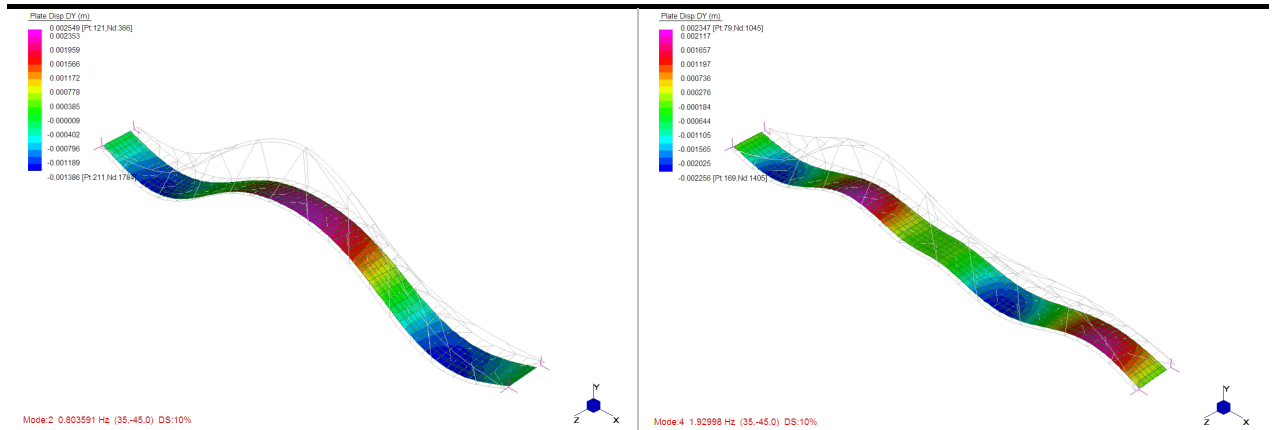 Plate Disp:DY (m)
0.002549 [Pt:121,Nd:366]
0.002353
0.001959
0.001566
0.001172
0.000778
0.000385
-0.000009
-0.000402
-0.000796
-0.001189
-0.001386 [Pt:211,Nd:1784]
Mode:2 0.803591 Hz (35,-45.0) DS:10%
Y
Z
X
Plate Disp:DY (m)
0.002347 [Pt:79,Nd:1045]
0.002117
0.001657
0.001197
0.000736
0.000276
-0.000184
-0.000644
-0.001105
-0.001565
-0.002025
-0.002256 [Pt:169,Nd:1405]
Mode:4 1.92998 Hz (35,-45.0) DS:10%
Y
Z
X